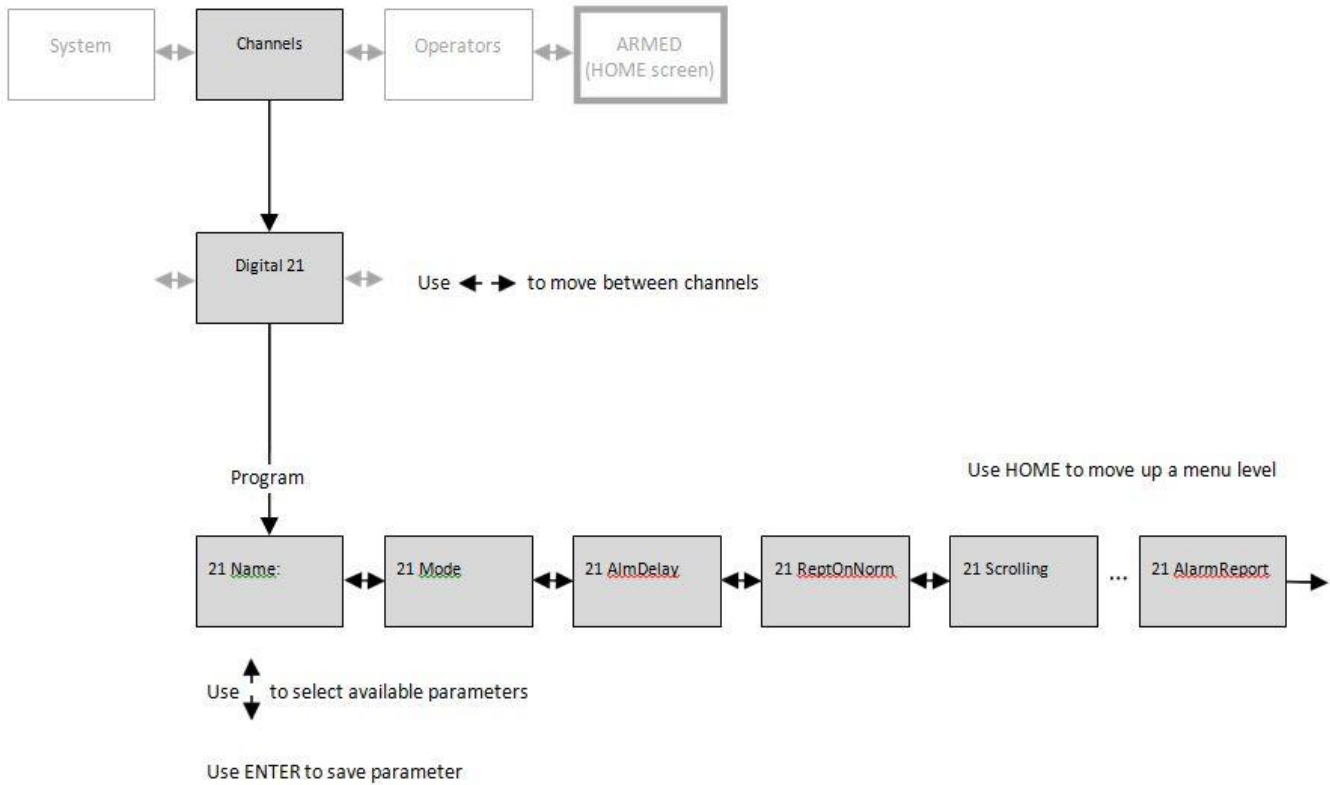 System
Channels
Operators
ARMED
(HOME screen)
Digital 21
Use to move between channels
Program
Use HOME to move up a menu level
21 Name:
21 Mode
21 AlmDelay
21 ReptOnNorm
21 Scrolling
...
21 AlarmReport
Use to select available parameters
Use ENTER to save parameter